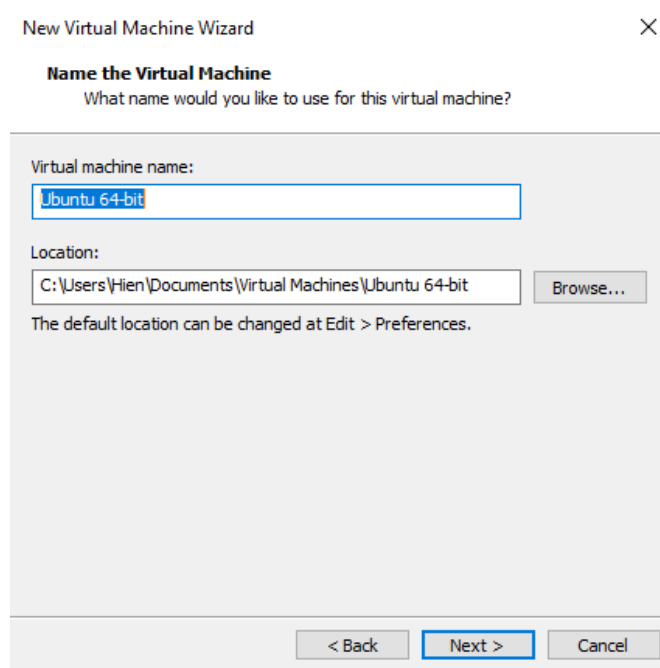 New Virtual Machine Wizard
Name the Virtual Machine
What name would you like to use for this virtual machine?
Virtual machine name:
Ubuntu 64-bit
Location:
C:\Users\Hien\Documents\Virtual Machines\Ubuntu 64-bit
Browse...
The default location can be changed at Edit > Preferences.
< Back
Next >
Cancel